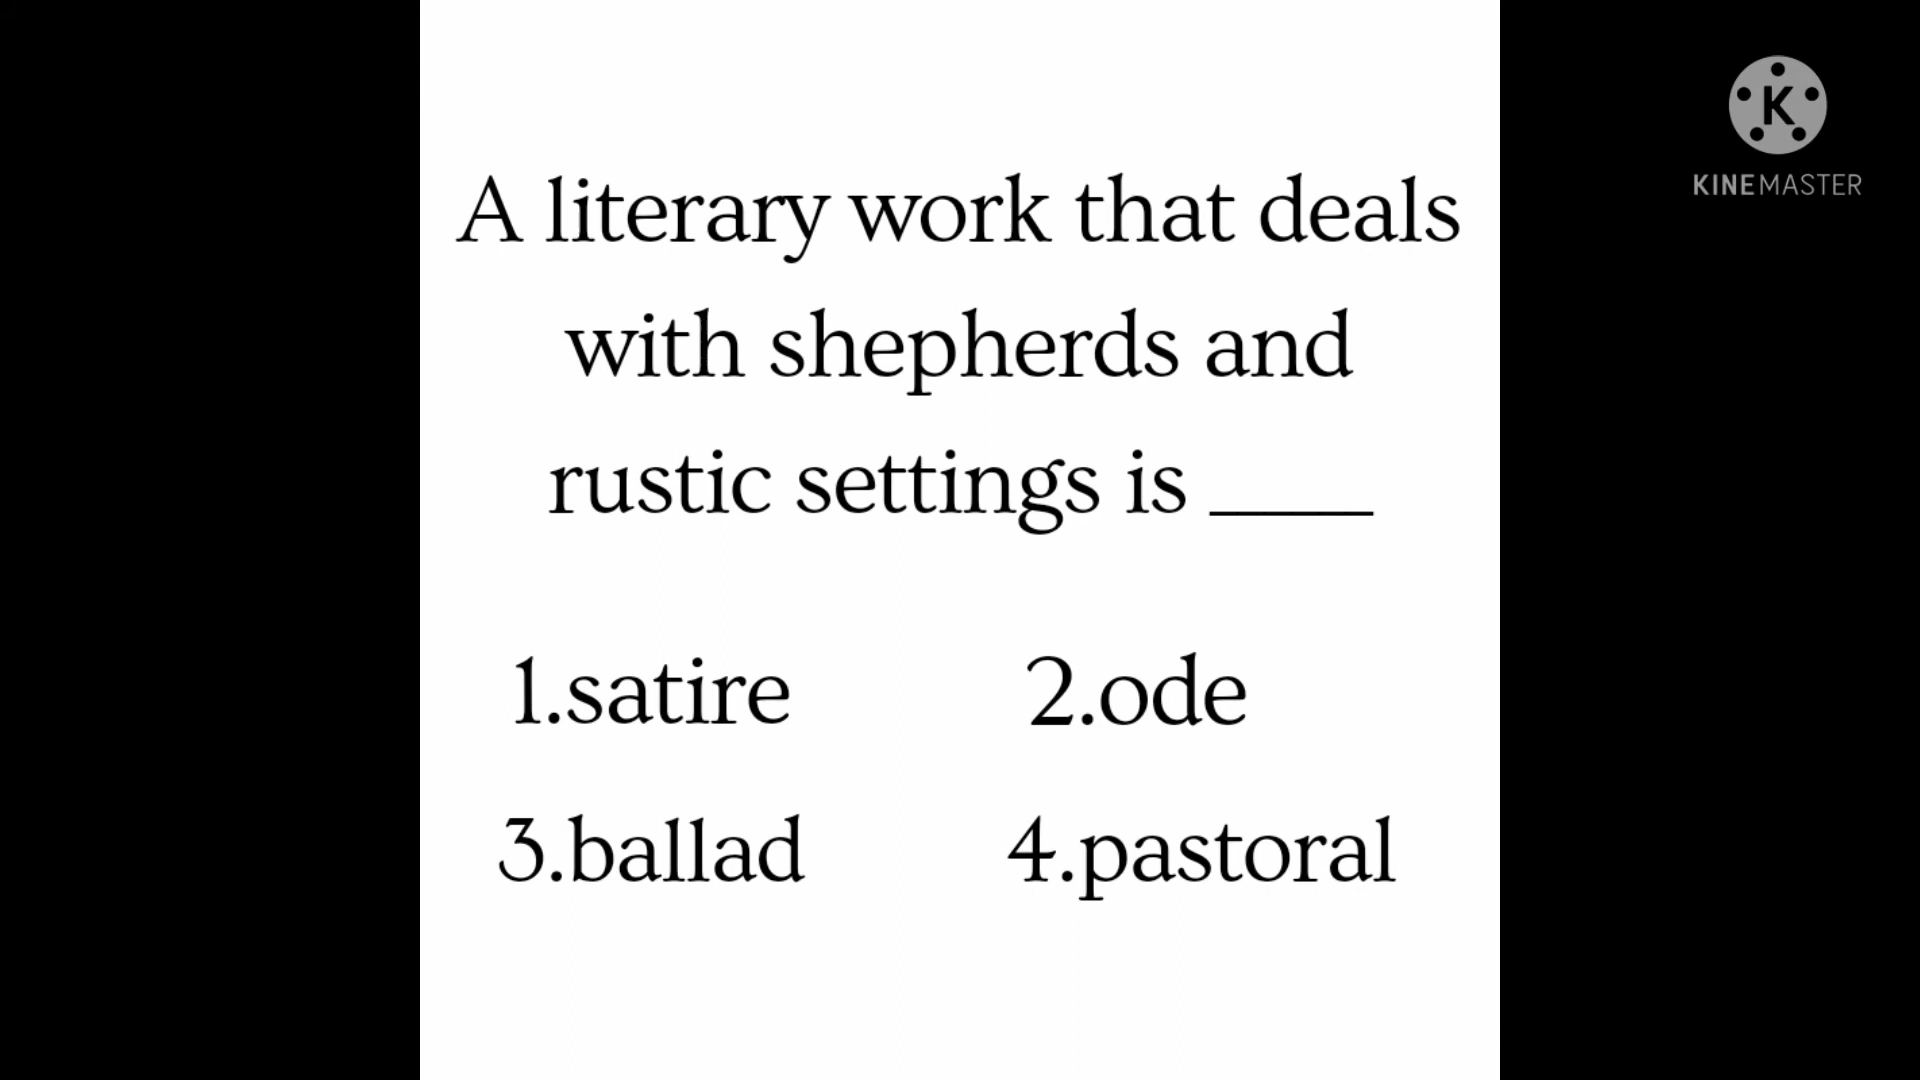 A literary work that deals
with shepherds and
rustic settings is _____
1.satire 2.ode
3.ballad 4.pastoral
K
KINEMASTER